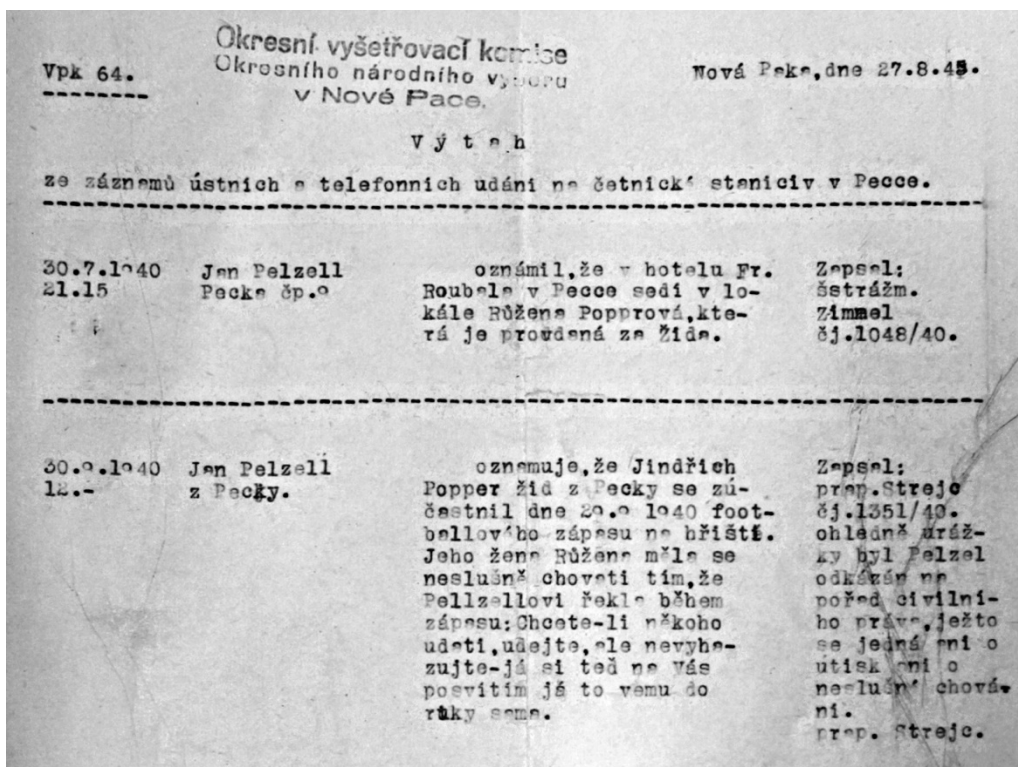 Okresní vyšetřovací komise
Okresního národního výboru
v Nové Pace.
Vpk 64.
Nová Paka,dne 27.8.45.
V ý t a h
ze záznamů ústních a telefonních udání na četnické staniciv v Pecce.
30.7.1940 Jan Pelzell oznámil,že v hotelu Fr. Zapsal:
21.15 Pecka čp.9 Roubala v Pecce sedí v lo- šstrážm.
kále Růžena Popprová,kte- Zimmel
rá je provdaná za Žida. čj.1048/40.
30.9.1940 Jan Pelzell oznamuje,že Jindřich Zapsal:
12.- z Pecky. Popper žid z Pecky se zú- prap.Strejc
častnil dne 29.9 1940 foot- čj.1351/40.
ballového zápasu na hřišti. ohledně uráž-
Jeho žena Růžena měla se ky byl Pelzel
neslušně chovati tím,že odkázán na
Pellzellovi řekla během pořad civilní-
zápasu:Chcete-li někoho ho práva,ježto
udati,udejte,ale nevyha- se jedná ani o
zujte-já si teď na Vás útisk ani o
posvítím já to vemu do neslušné chová-
ruky sama. ní.
prap. Strejc.